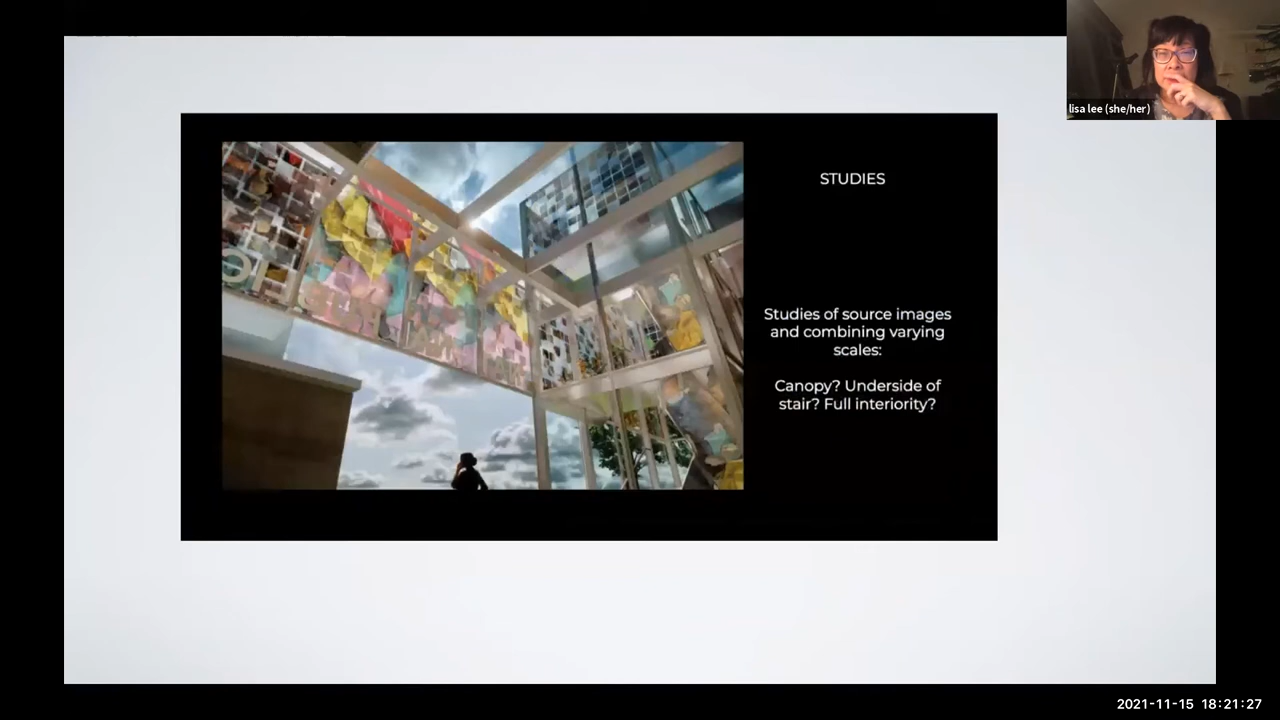 lisa lee (she/her)
STUDIES
Studies of source images
and combining varying
scales:
Canopy? Underside of
stair? Full interiority?
2021-11-15 18:21:27